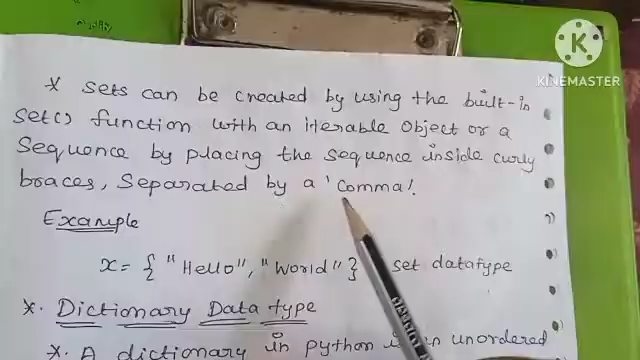 KINEMASTER
* Sets can be created by using the built-in
set() function with an iterable object or a
Sequence by placing the sequence inside curly
braces, Separated by a 'Comma'.
Example
x= { "Hello", "World" } set datatype
*. Dictionary Data type
* A dictionary in python is an unordered